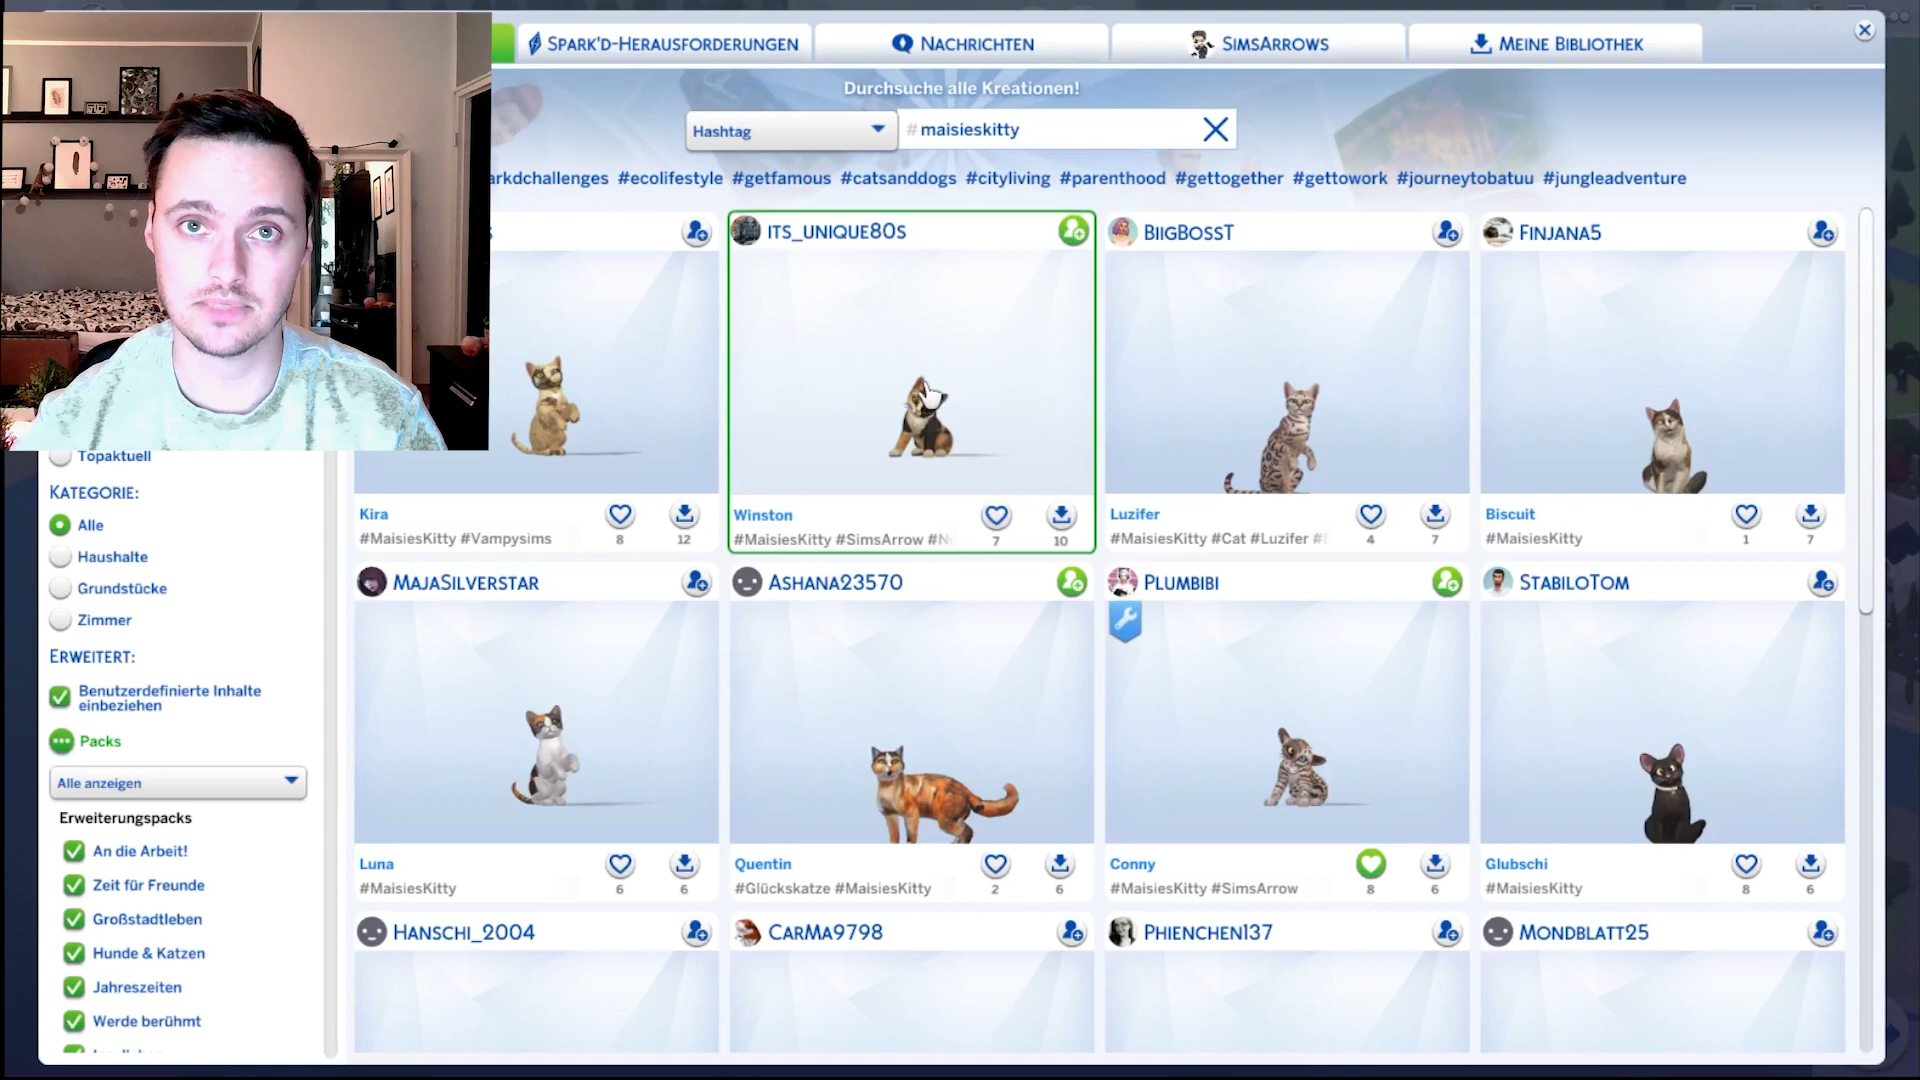 SPARK'D-HERAUSFORDERUNGEN
NACHRICHTEN
SIMSARROWS
MEINE BIBLIOTHEK
Durchsuche alle Kreationen!
Hashtag
# maisieskitty
arkdchallenges #ecolifestyle #getfamous #catsanddogs #cityliving #parenthood #gettogether #gettowork #journeytobatuu #jungleadventure
Topaktuell
KATEGORIE:
Alle
Haushalte
Grundstücke
Zimmer
ERWEITERT:
Benutzerdefinierte Inhalte
einbeziehen
Packs
Alle anzeigen
Erweiterungspacks
An die Arbeit!
Zeit für Freunde
Großstadtleben
Hunde & Katzen
Jahreszeiten
Werde berühmt
S
Kira
8
12
#MaisiesKitty #Vampysims
ITS_UNIQUE80S
Winston
7
10
#MaisiesKitty #SimsArrow #N
BIIGBOSST
Luzifer
4
7
#MaisiesKitty #Cat #Luzifer #F
FINJANA5
Biscuit
1
7
#MaisiesKitty
MAJASILVERSTAR
Luna
6
6
#MaisiesKitty
ASHANA23570
Quentin
2
6
#Glückskatze #MaisiesKitty
PLUMBIBI
Conny
8
6
#MaisiesKitty #SimsArrow
STABILOTOM
Glubschi
8
6
#MaisiesKitty
HANSCHI_2004
CARMA9798
PHIENCHEN137
MONDBLATT25